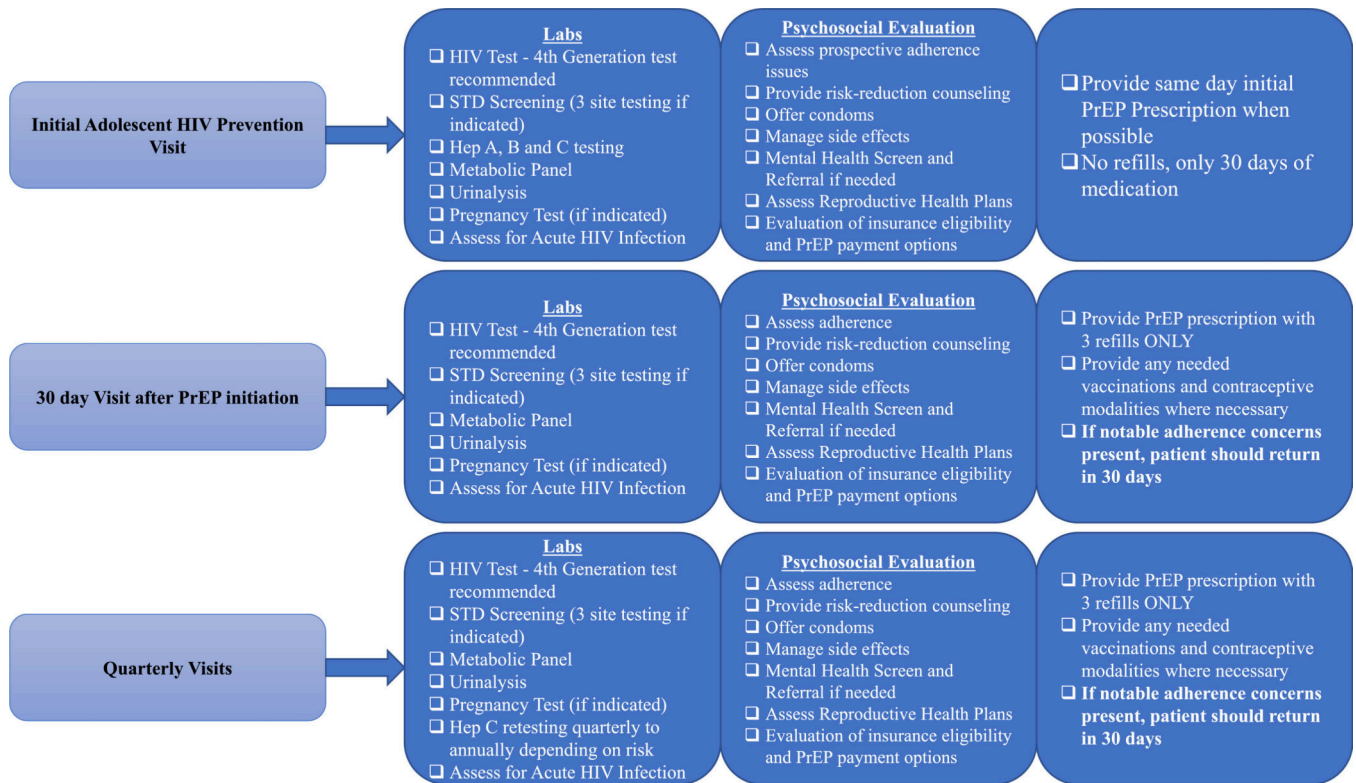 Initial Adolescent HIV Prevention
Visit
Labs
❑ HIV Test - 4th Generation test
recommended
❑ STD Screening (3 site testing if
indicated)
❑ Hep A, B and C testing
❑ Metabolic Panel
❑ Urinalysis
❑ Pregnancy Test (if indicated)
❑ Assess for Acute HIV Infection
Psychosocial Evaluation
❑ Assess prospective adherence
issues
❑ Provide risk-reduction counseling
❑ Offer condoms
❑ Manage side effects
❑ Mental Health Screen and
Referral if needed
❑ Assess Reproductive Health Plans
❑ Evaluation of insurance eligibility
and PrEP payment options
❑ Provide same day initial
PrEP Prescription when
possible
❑ No refills, only 30 days of
medication
30 day Visit after PrEP initiation
Labs
❑ HIV Test - 4th Generation test
recommended
❑ STD Screening (3 site testing if
indicated)
❑ Metabolic Panel
❑ Urinalysis
❑ Pregnancy Test (if indicated)
❑ Assess for Acute HIV Infection
Psychosocial Evaluation
❑ Assess adherence
❑ Provide risk-reduction counseling
❑ Offer condoms
❑ Manage side effects
❑ Mental Health Screen and
Referral if needed
❑ Assess Reproductive Health Plans
❑ Evaluation of insurance eligibility
and PrEP payment options
❑ Provide PrEP prescription with
3 refills ONLY
❑ Provide any needed
vaccinations and contraceptive
modalities where necessary
❑ If notable adherence concerns
present, patient should return
in 30 days
Quarterly Visits
Labs
❑ HIV Test - 4th Generation test
recommended
❑ STD Screening (3 site testing if
indicated)
❑ Metabolic Panel
❑ Urinalysis
❑ Pregnancy Test (if indicated)
❑ Hep C retesting quarterly to
annually depending on risk
❑ Assess for Acute HIV Infection
Psychosocial Evaluation
❑ Assess adherence
❑ Provide risk-reduction counseling
❑ Offer condoms
❑ Manage side effects
❑ Mental Health Screen and
Referral if needed
❑ Assess Reproductive Health Plans
❑ Evaluation of insurance eligibility
and PrEP payment options
❑ Provide PrEP prescription with
3 refills ONLY
❑ Provide any needed
vaccinations and contraceptive
modalities where necessary
❑ If notable adherence concerns
present, patient should return
in 30 days